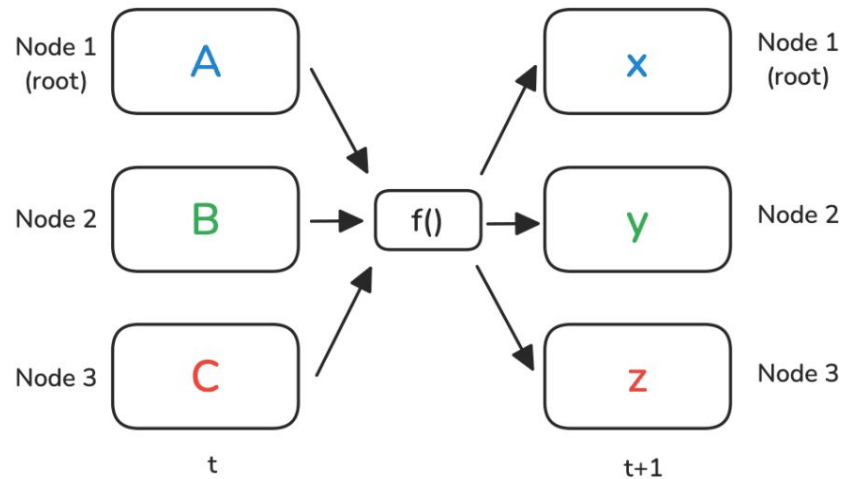 Node 1
(root)
A
x
Node 1
(root)
Node 2
B
f()
y
Node 2
Node 3
C
z
Node 3
t
t+1